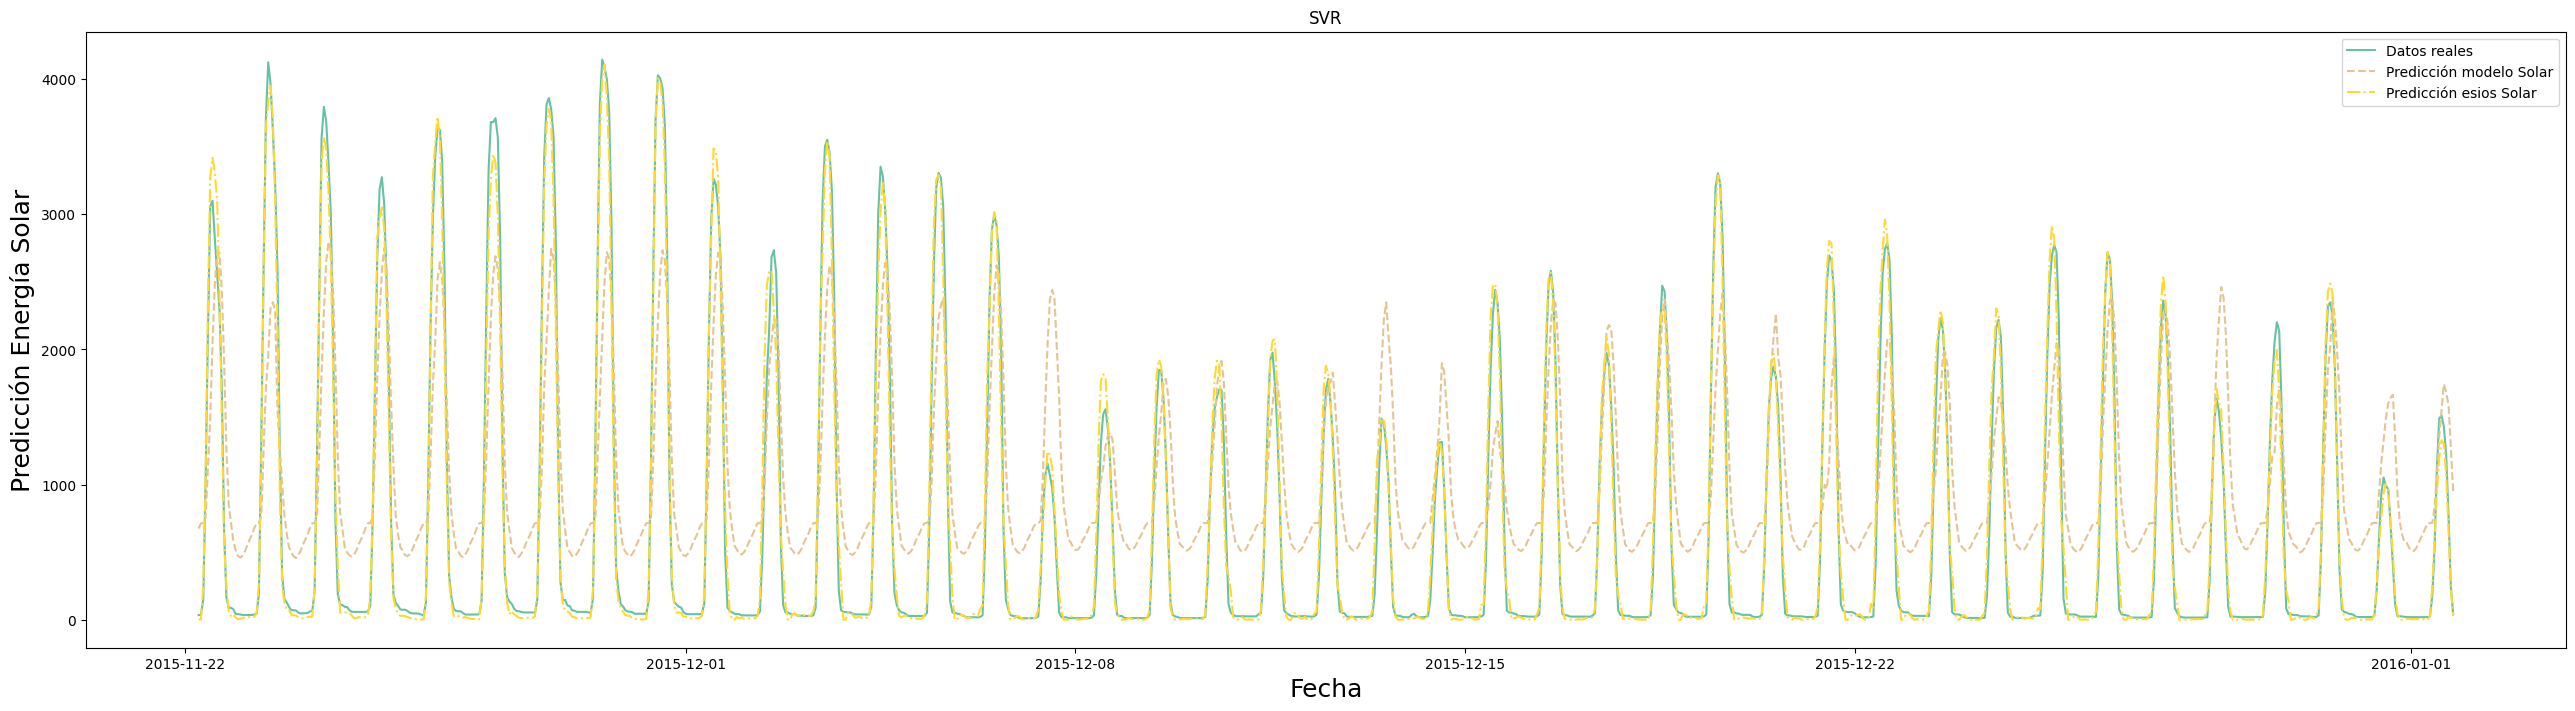 SVR
Datos reales
Predicción modelo Solar
Predicción esios Solar
Predicción Energía Solar
4000
3000
2000
1000
0
2015-11-22
2015-12-01
2015-12-08
2015-12-15
2015-12-22
2016-01-01
Fecha